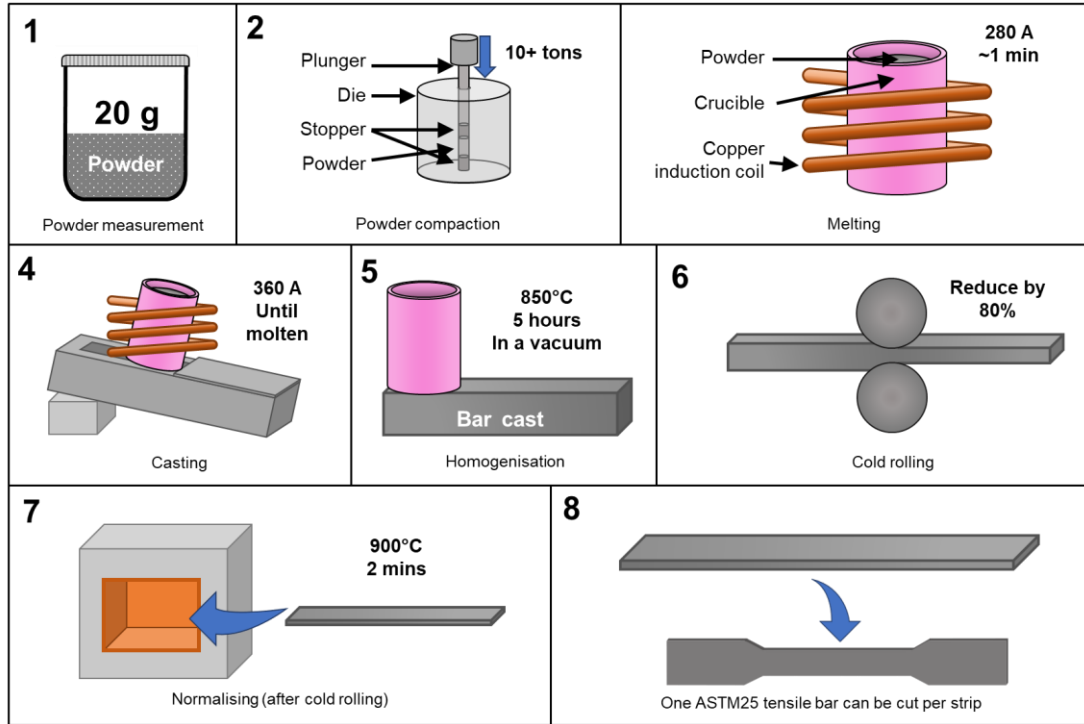 1
20 g
Powder
Powder measurement
2
10+ tons
Plunger
Die
Stopper
Powder
Powder compaction
280 A
~1 min
Powder
Crucible
Copper
induction coil
Melting
4
360 A
Until
molten
Casting
5
850°C
5 hours
In a vacuum
Bar cast
Homogenisation
6
Reduce by
80%
Cold rolling
7
900°C
2 mins
Normalising (after cold rolling)
8
One ASTM25 tensile bar can be cut per strip